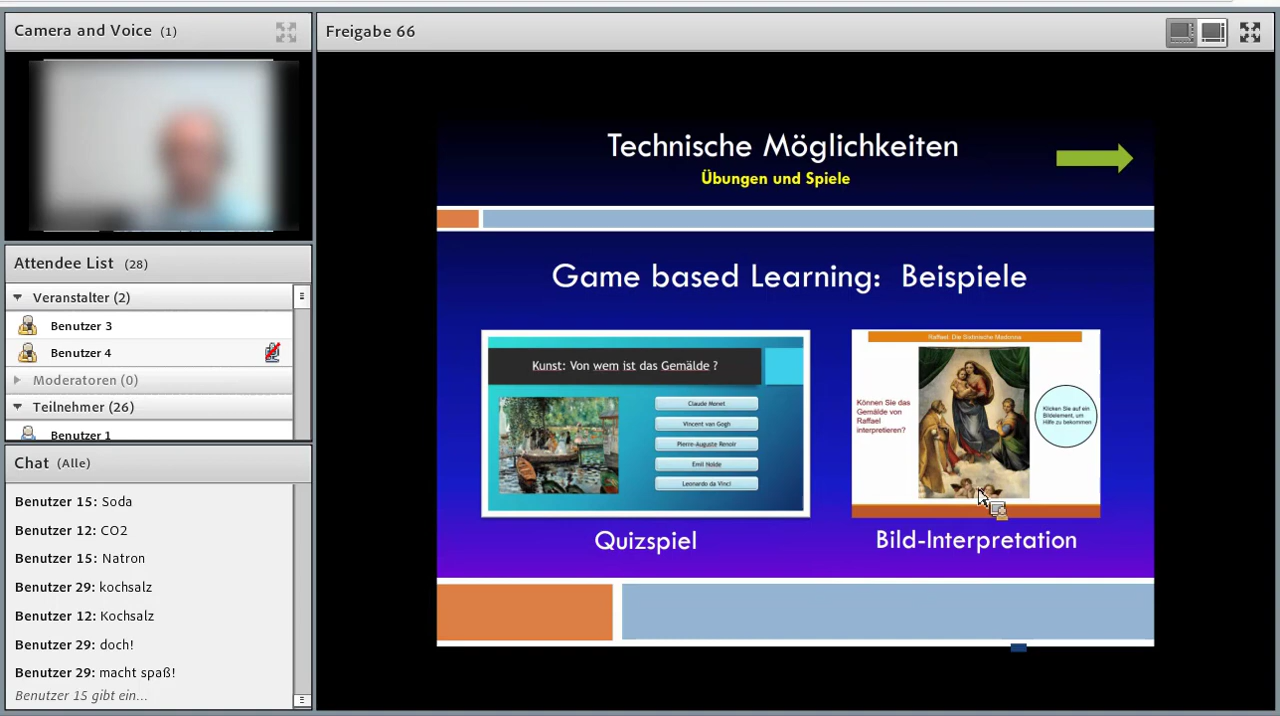 Camera and Voice (1)
Attendee List (28)
Veranstalter (2)
Benutzer 3
Benutzer 4
Moderatoren (0)
Teilnehmer (26)
Benutzer 1
Chat (Alle)
Benutzer 15: Soda
Benutzer 12: CO2
Benutzer 15: Natron
Benutzer 29: kochsalz
Benutzer 12: Kochsalz
Benutzer 29: doch!
Benutzer 29: macht spaß!
Benutzer 15 gibt ein...
Freigabe 66
Technische Möglichkeiten
Übungen und Spiele
Game based Learning: Beispiele
Kunst: Von wem ist das Gemälde ?
Claude Monet
Vincent van Gogh
Pierre-Auguste Renoir
Emil Nolde
Leonardo da Vinci
Quizspiel
Raffael: Die Sixtinische Madonna
Können Sie das
Gemälde von
Raffael
interpretieren?
Klicken Sie auf ein
Bildelement, um
Hilfe zu bekommen
Bild-Interpretation